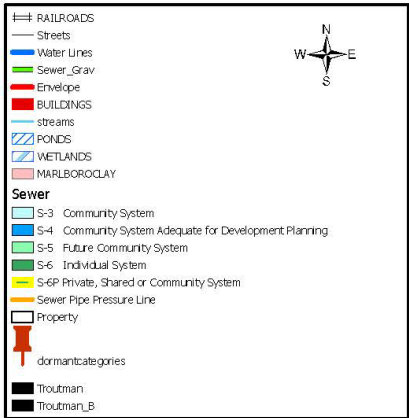 RAILROADS
Streets
Water Lines
Sewer_Grav
Envelope
BUILDINGS
streams
PONDS
WETLANDS
MARLBOROCLAY
Sewer
S-3 Community System
S-4 Community System Adequate for Development Planning
S-5 Future Community System
S-6 Individual System
S-6P Private, Shared or Community System
Sewer Pipe Pressure Line
Property
dormantcategories
Troutman
Troutman_B
N
W E
S